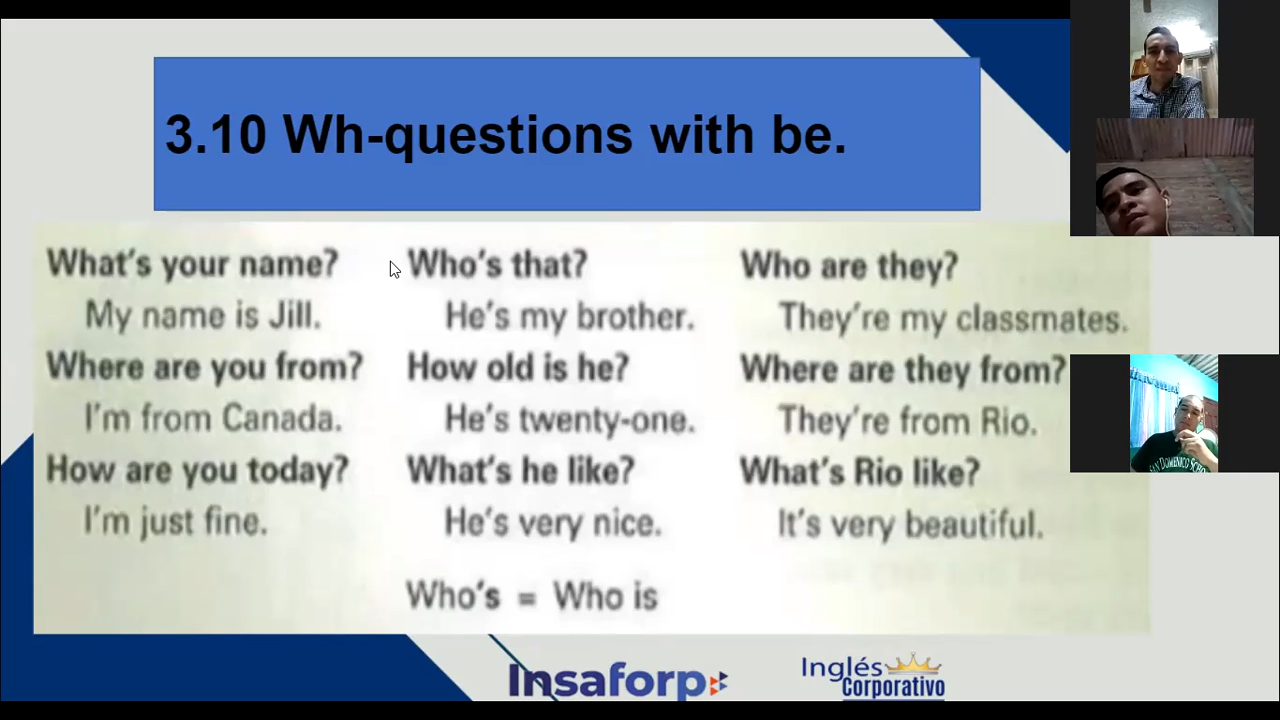 3.10 Wh-questions with be.
What's your name?
My name is Jill.
Where are you from?
I'm from Canada.
How are you today?
I'm just fine.
Who's that?
He's my brother.
How old is he?
He's twenty-one.
What's he like?
He's very nice.
Who's = Who is
Who are they?
They're my classmates.
Where are they from?
They're from Rio.
What's Rio like?
It's very beautiful.
Insaforp
Inglés
Corporativo
SAN DOMENICO SCHO